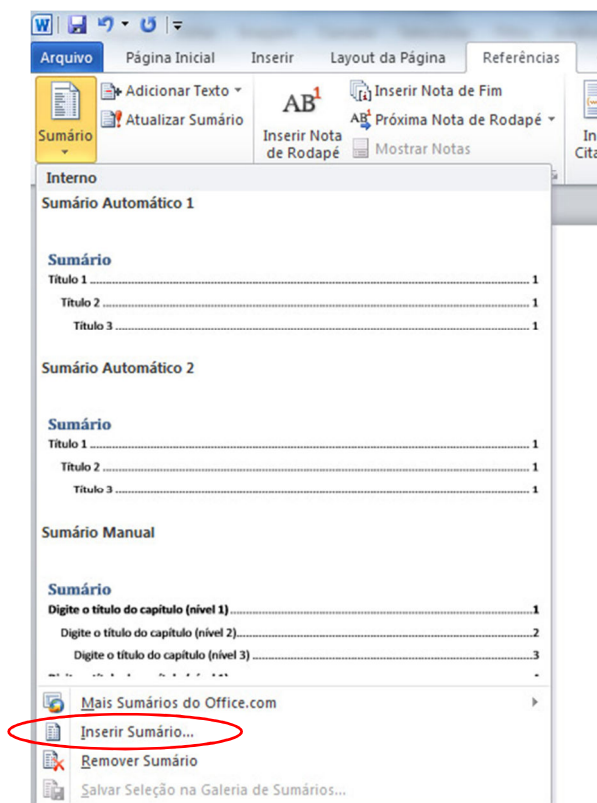 W
Arquivo Página Inicial Inserir Layout da Página Referências
Sumário
Adicionar Texto
Atualizar Sumário
AB1
Inserir Nota
de Rodapé
Inserir Nota de Fim
AB1 Próxima Nota de Rodapé
Mostrar Notas
In
Cita
Interno
Sumário Automático 1
Sumário
Título 1 ........ 1
Título 2 ........ 1
Título 3 ........ 1
Sumário Automático 2
Sumário
Título 1 ........ 1
Título 2 ........ 1
Título 3 ........ 1
Sumário Manual
Sumário
Digite o título do capítulo (nível 1) ........ 1
Digite o título do capítulo (nível 2) ........ 2
Digite o título do capítulo (nível 3) ........ 3
Mais Sumários do Office.com
Inserir Sumário...
Remover Sumário
Salvar Seleção na Galeria de Sumários...